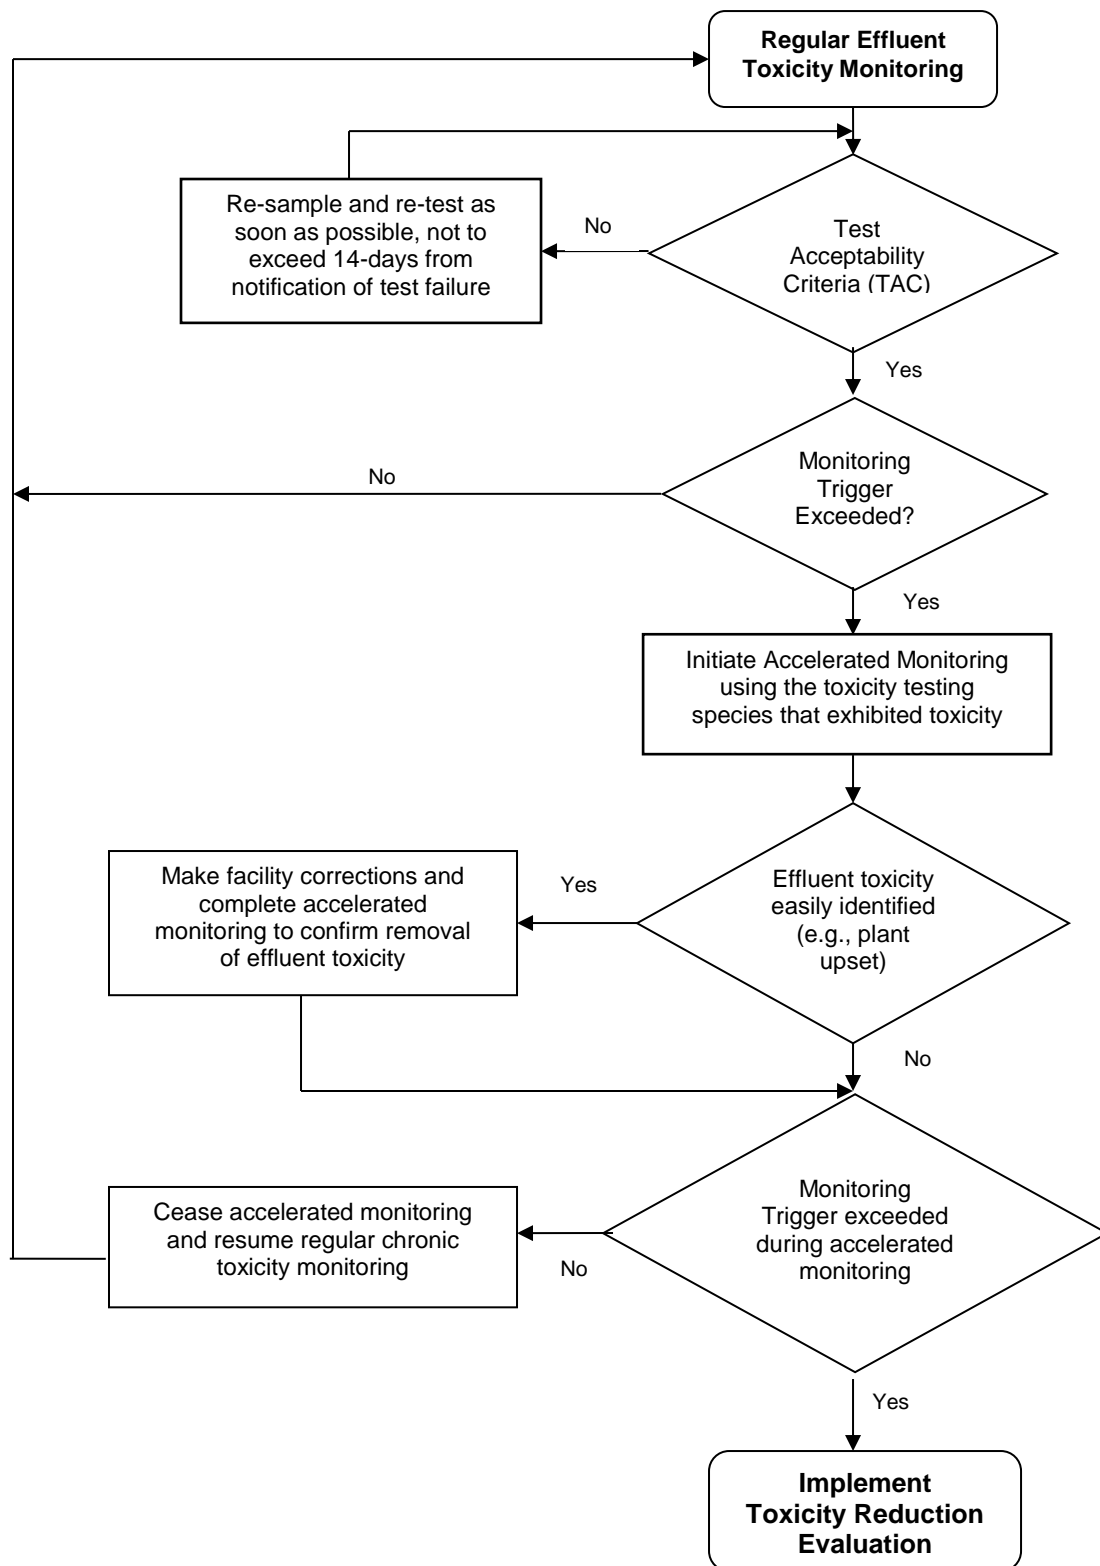 Regular Effluent
Toxicity Monitoring
Re-sample and re-test as
soon as possible, not to
exceed 14-days from
notification of test failure
No
Test
Acceptability
Criteria (TAC)
Yes
Monitoring
Trigger
Exceeded?
No
Yes
Initiate Accelerated Monitoring
using the toxicity testing
species that exhibited toxicity
Make facility corrections and
complete accelerated
monitoring to confirm removal
of effluent toxicity
Yes
Effluent toxicity
easily identified
(e.g., plant
upset)
No
Cease accelerated monitoring
and resume regular chronic
toxicity monitoring
No
Monitoring
Trigger exceeded
during accelerated
monitoring
Yes
Implement
Toxicity Reduction
Evaluation